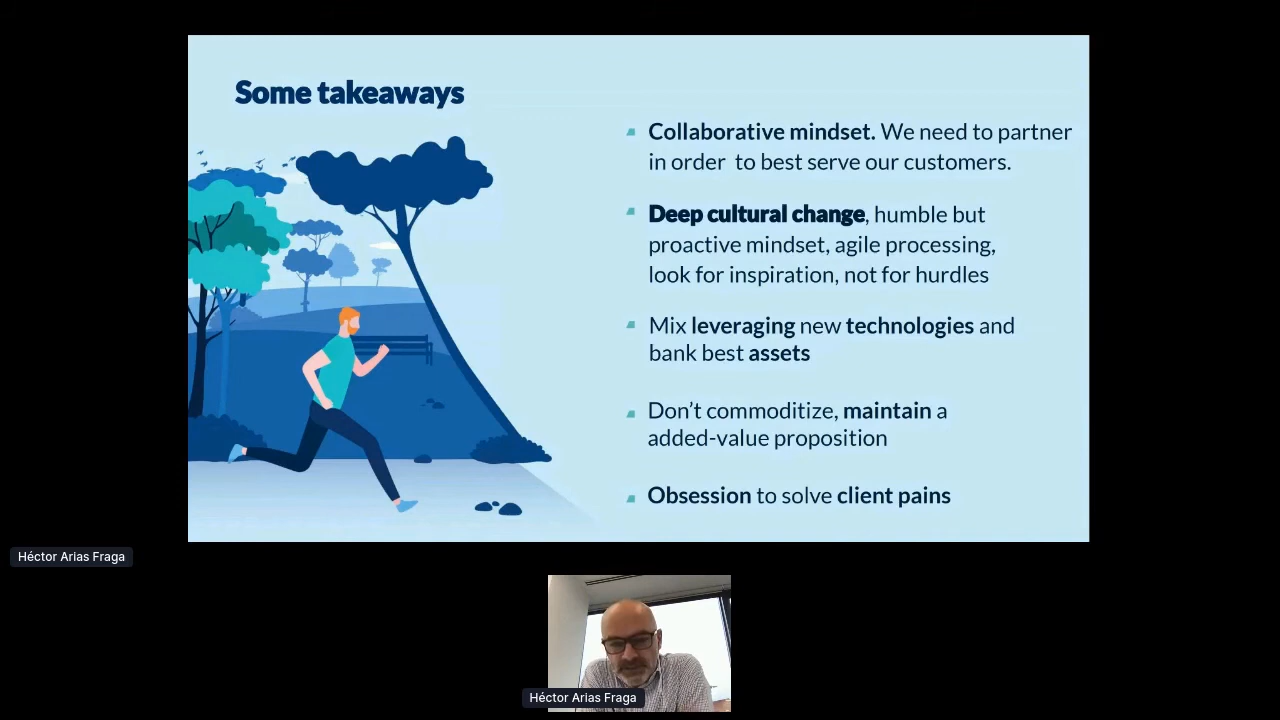 Some takeaways
Collaborative mindset. We need to partner
in order to best serve our customers.
Deep cultural change, humble but
proactive mindset, agile processing,
look for inspiration, not for hurdles
Mix leveraging new technologies and
bank best assets
Don’t commoditize, maintain a
added-value proposition
Obsession to solve client pains
Héctor Arias Fraga
Héctor Arias Fraga